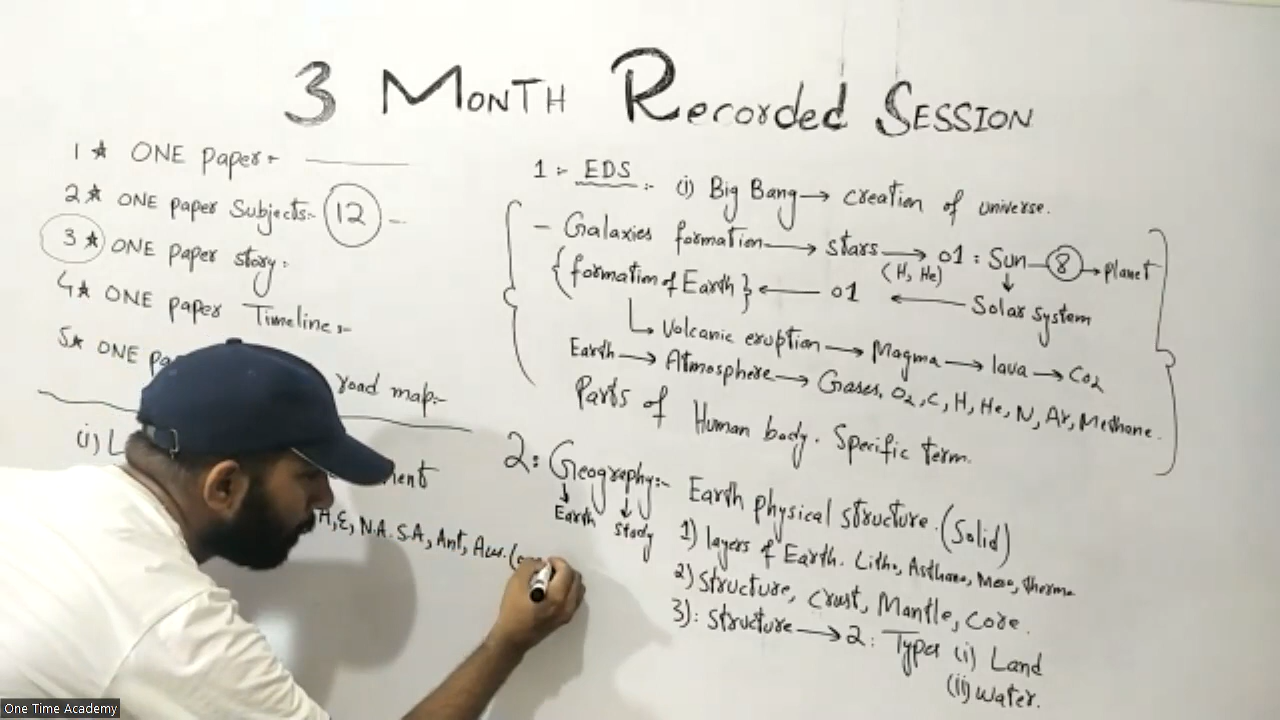 3 MONTH Recorded SESSION
1 ★ ONE paper:-
2 ★ ONE paper Subjects:- 12 -
3 ★ ONE paper story:
4 ★ ONE paper Timeline:-
5 ★ ONE pa road map:-
(i) L ment
E, N.A. S.A, Ant, Aus. (
1:- EDS :- (i) Big Bang → creation of universe.
- Galaxies formation → stars → 01 : Sun - 8 → planet
(H, He)
{formation of Earth} ← 01 ← Solar system
Volcanic eruption → Magma → lava → CO2
Earth → Atmosphere → Gases, O2, C, H, He, N, Ar, Methane.
Parts of Human body. Specific term.
2: Geography:- Earth physical structure. (Solid)
Earth study
1) layers of Earth. Litho, Astheno, Meso, thermo
2) Structure, Crust, Mantle, Core.
3): Structure → 2: Types (i) Land
(ii) water.
One Time Academy